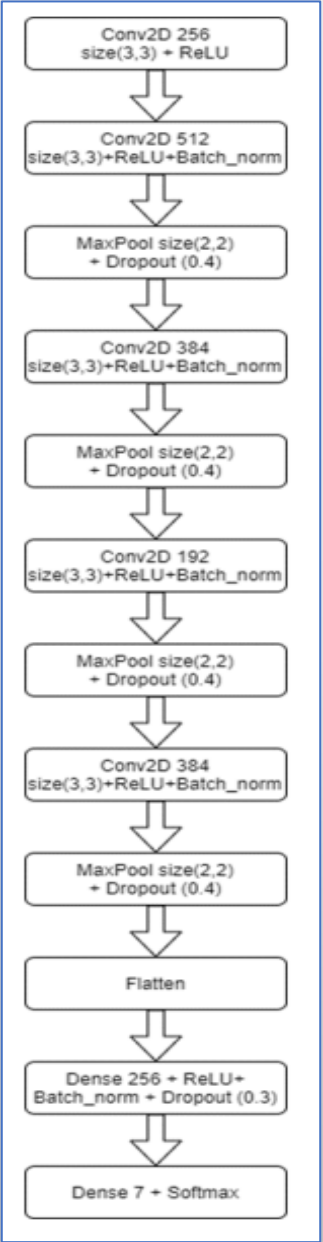 Conv2D 256
size(3,3) + ReLU
Conv2D 512
size(3,3)+ReLU+Batch_norm
MaxPool size(2,2)
+ Dropout (0.4)
Conv2D 384
size(3,3)+ReLU+Batch_norm
MaxPool size(2,2)
+ Dropout (0.4)
Conv2D 192
size(3,3)+ReLU+Batch_norm
MaxPool size(2,2)
+ Dropout (0.4)
Conv2D 384
size(3,3)+ReLU+Batch_norm
MaxPool size(2,2)
+ Dropout (0.4)
Flatten
Dense 256 + ReLU+
Batch_norm + Dropout (0.3)
Dense 7 + Softmax